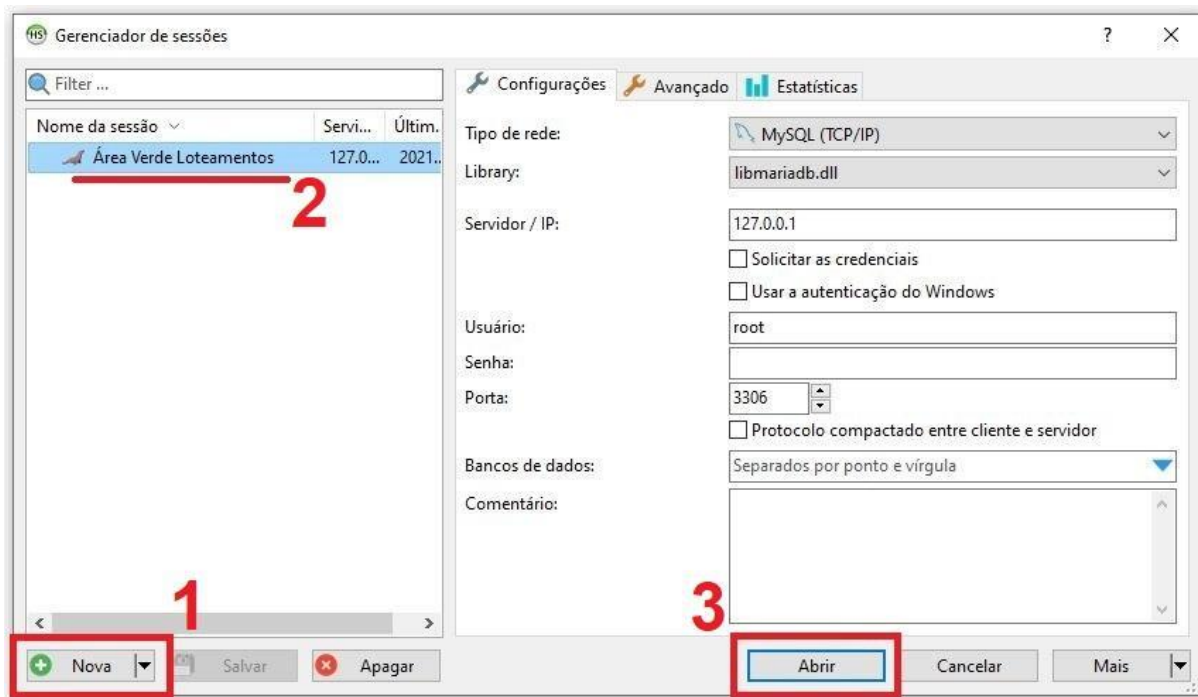 HS Gerenciador de sessões ? X
Filter ...
Nome da sessão Servi... Últim.
Área Verde Loteamentos 127.0... 2021..
2
Configurações Avançado Estatísticas
Tipo de rede: MySQL (TCP/IP)
Library: libmariadb.dll
Servidor / IP: 127.0.0.1
Solicitar as credenciais
Usar a autenticação do Windows
Usuário: root
Senha:
Porta: 3306
Protocolo compactado entre cliente e servidor
Bancos de dados: Separados por ponto e vírgula
Comentário:
1
3
Nova Salvar Apagar Abrir Cancelar Mais